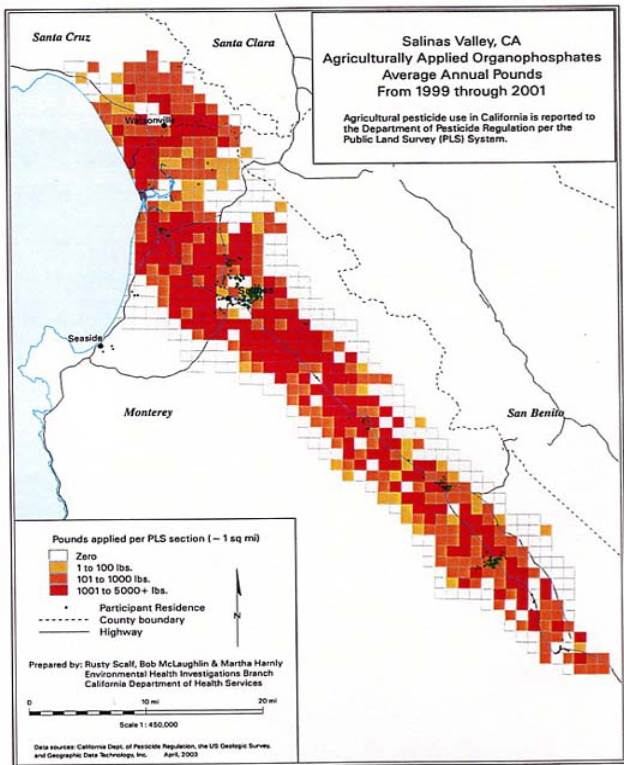 Santa Cruz
Santa Clara
Salinas Valley, CA
Agriculturally Applied Organophosphates
Average Annual Pounds
From 1999 through 2001
Agricultural pesticide use in California is reported to
the Department of Pesticide Regulation per the
Public Land Survey (PLS) System.
Watsonville
Salinas
Seaside
Monterey
San Benito
Pounds applied per PLS section (~ 1 sq mi)
Zero
1 to 100 lbs.
101 to 1000 lbs.
1001 to 5000+ lbs.
Participant Residence
County boundary
Highway
N
Prepared by: Rusty Scalf, Bob McLaughlin & Martha Harnly
Environmental Health Investigations Branch
California Department of Health Services
0 10 mi 20 mi
Scale 1 : 450,000
Data sources: California Dept. of Pesticide Regulation, the US Geologic Survey,
and Geographic Data Technology, Inc. April, 2003